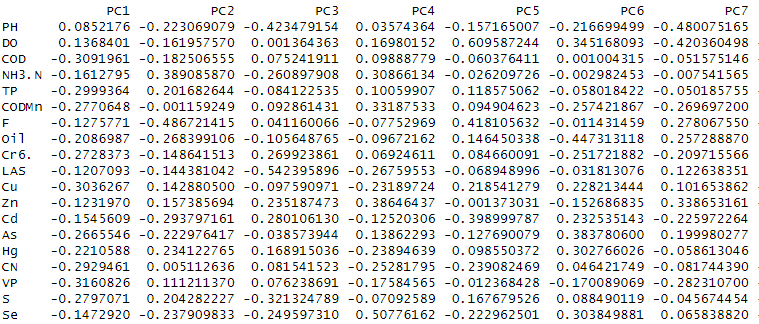 PC1 PC2 PC3 PC4 PC5 PC6 PC7
PH 0.0852176 -0.223069079 -0.423479154 0.03574364 -0.157165007 -0.216699499 -0.480075165
DO 0.1368401 -0.161957570 0.001364363 0.16980152 0.609587244 0.345168093 -0.420360498
COD -0.3091961 -0.182506555 0.075241911 0.09888779 -0.060376411 0.001004315 -0.051575146
NH3.N -0.1612795 0.389085870 -0.260897908 0.30866134 -0.026209726 -0.002982453 -0.007541565
TP -0.2999364 0.201682644 -0.084122535 0.10059907 0.118575062 -0.058018422 -0.050185755
CODMn -0.2770648 -0.001159249 0.092861431 0.33187533 0.094904623 -0.257421867 -0.269697200
F -0.1275771 -0.486721415 0.041160066 -0.07752969 0.418105632 -0.011431459 0.278067550
Oil -0.2086987 -0.268399106 -0.105648765 -0.09672162 0.146450338 -0.447313118 0.257288870
Cr6. -0.2728373 -0.148641513 0.269923861 0.06924611 0.084660091 -0.251721882 -0.209715566
LAS -0.1207093 -0.144381042 -0.542395896 -0.26759553 -0.068948996 -0.031813076 0.122638351
Cu -0.3036267 0.142880500 -0.097590971 -0.23189724 0.218541279 0.228213444 0.101653862
Zn -0.1231970 0.157385694 0.235187473 0.38646437 -0.001373031 -0.152686835 0.338653161
Cd -0.1545609 -0.293797161 0.280106130 -0.12520306 -0.398999787 0.232535143 -0.225972264
As -0.2665546 -0.222976417 -0.038573944 0.13862293 -0.127690079 0.383780600 0.199980277
Hg -0.2210588 0.234122765 0.168915036 -0.23894639 0.098550372 0.302766026 -0.058613046
CN -0.2929461 0.005112636 0.081541523 -0.25281795 -0.239082469 0.046421749 -0.081744390
VP -0.3160826 0.111211370 0.076238691 -0.17584565 -0.012368428 -0.170089069 -0.282310700
S -0.2797071 0.204282227 -0.321324789 -0.07092589 0.167679526 0.088490119 -0.045674454
Se -0.1472920 -0.237909833 -0.249597310 0.50776162 -0.222962501 0.303849881 0.065838820